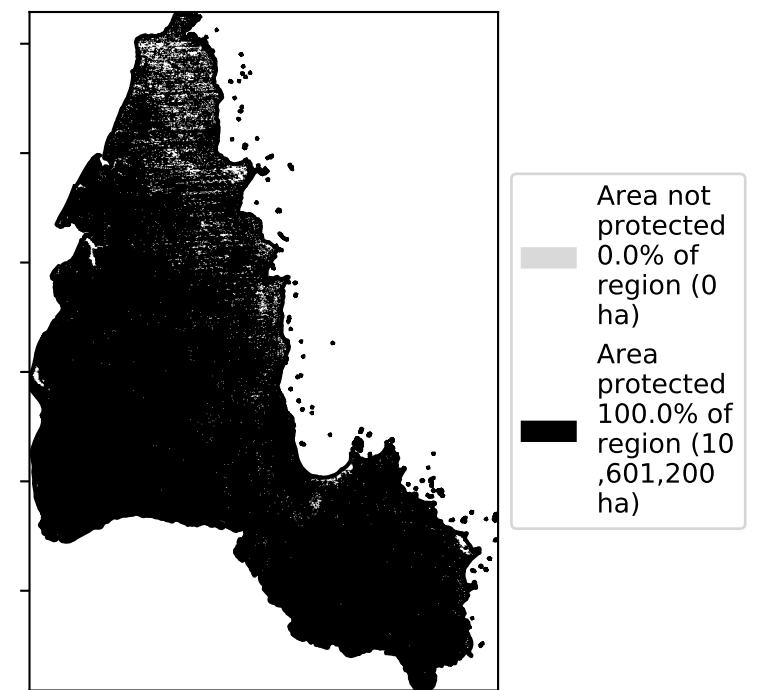 Area not
protected
0.0% of
region (0
ha)
Area
protected
100.0% of
region (10
,601,200
ha)